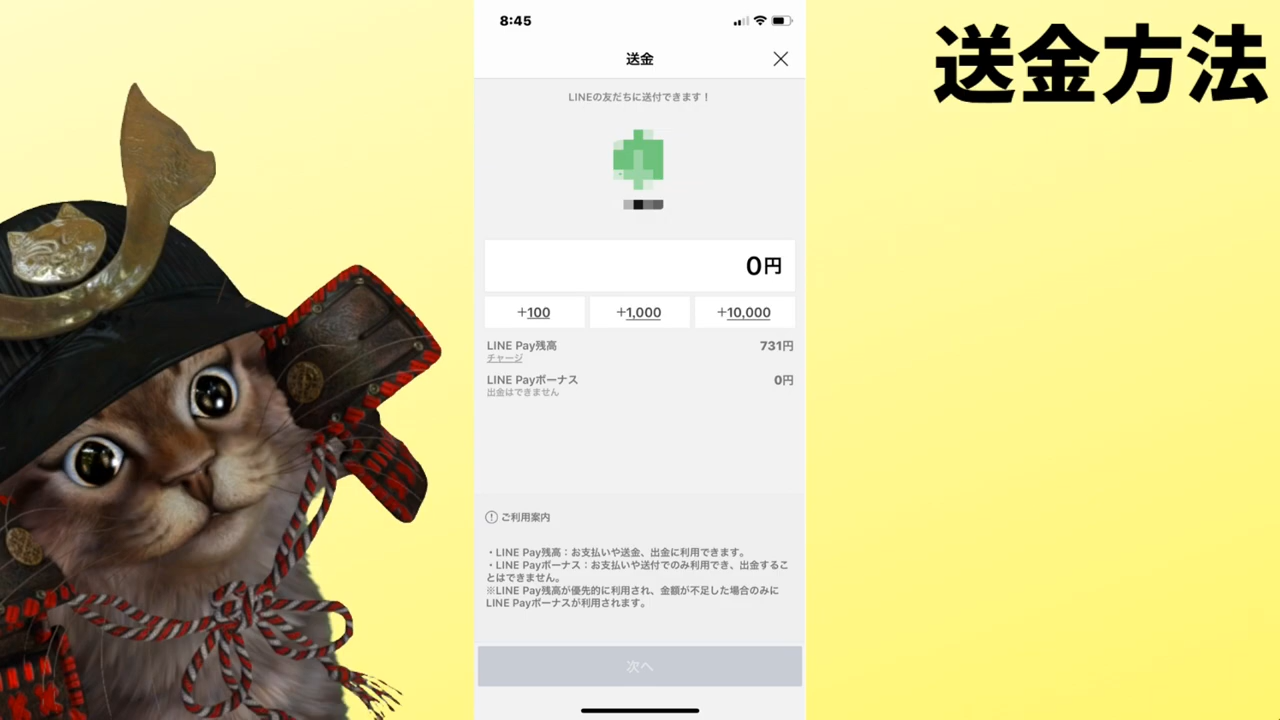 送金方法
8:45
送金
LINEの友だちに送付できます！
0円
+100
+1,000
+10,000
LINE Pay残高
731円
チャージ
LINE Payボーナス
0円
出金はできません
ご利用案内
・LINE Pay残高：お支払いや送金、出金に利用できます。
・LINE Payボーナス：お支払いや送付でのみ利用でき、出金するこ
とはできません。
※LINE Pay残高が優先的に利用され、金額が不足した場合のみに
LINE Payボーナスが利用されます。
次へ